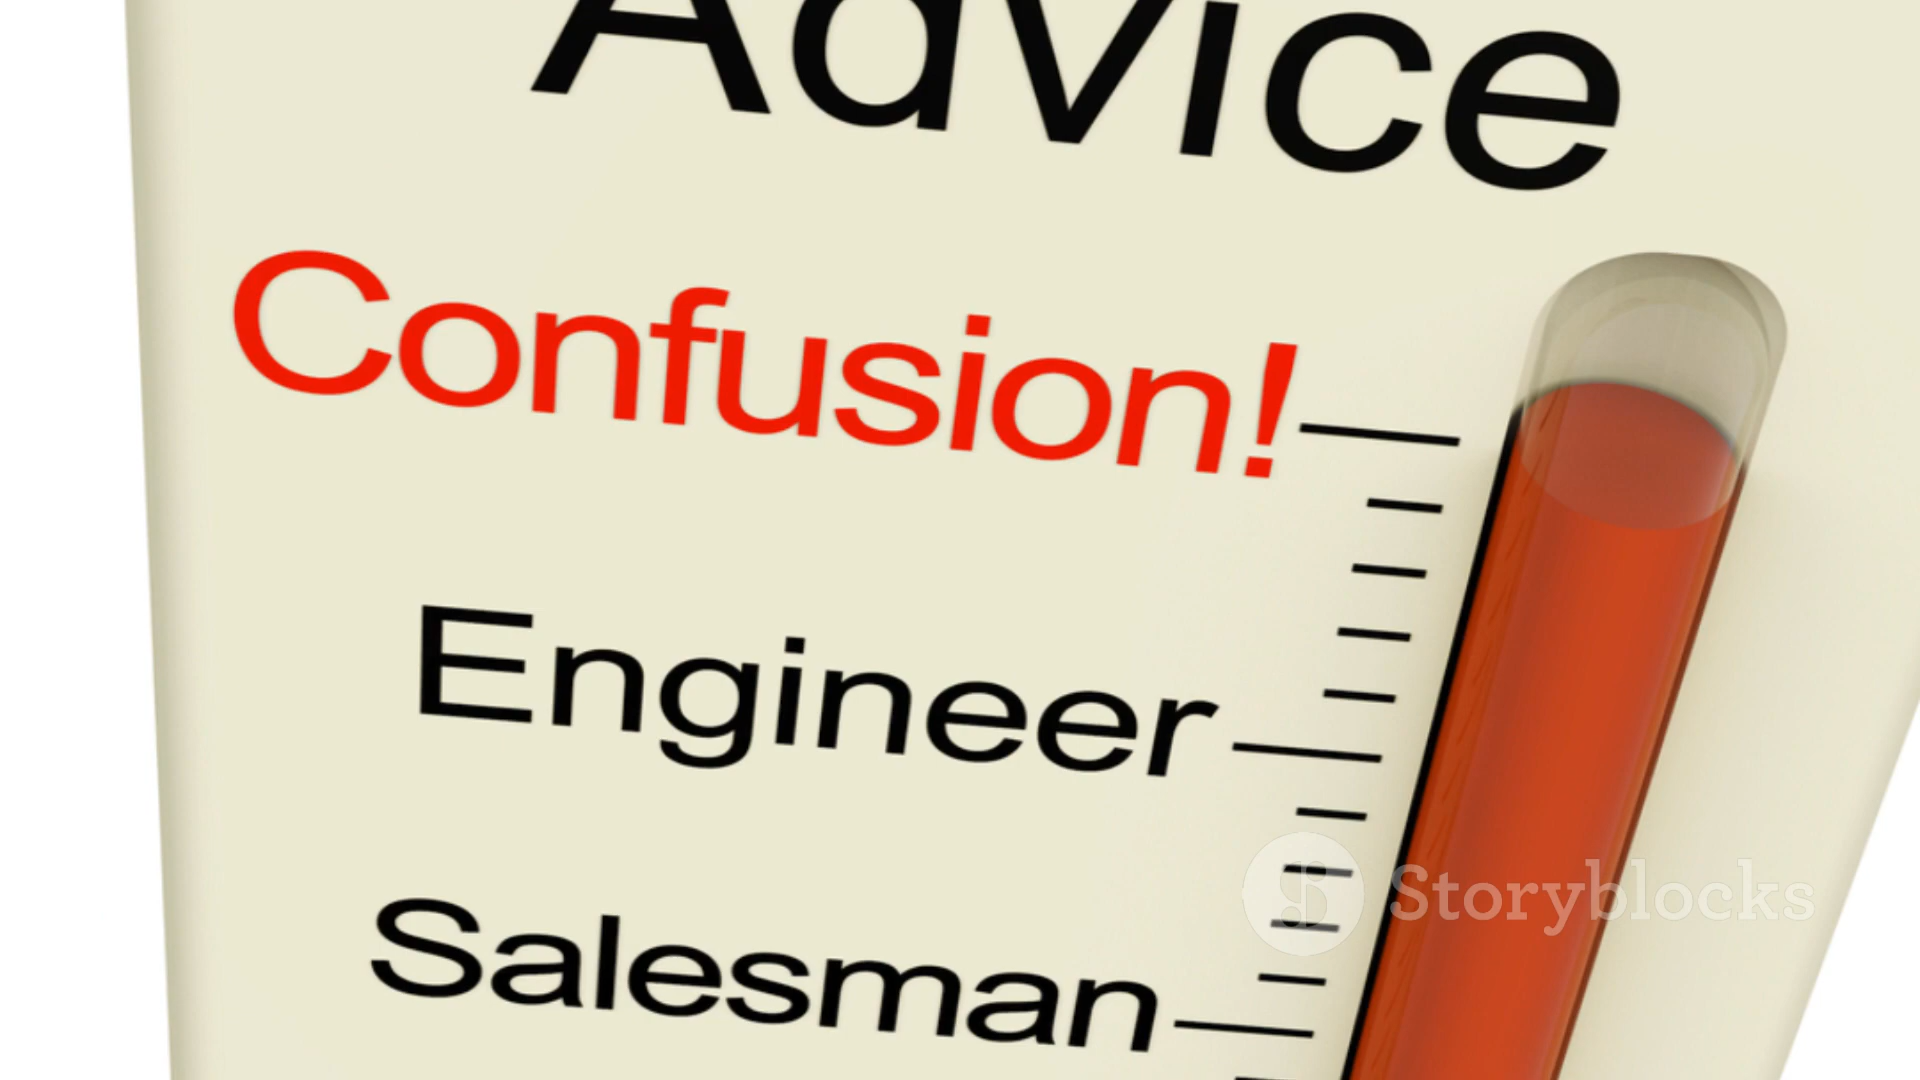 Advice
Confusion!
Engineer
Salesman
Storyblocks